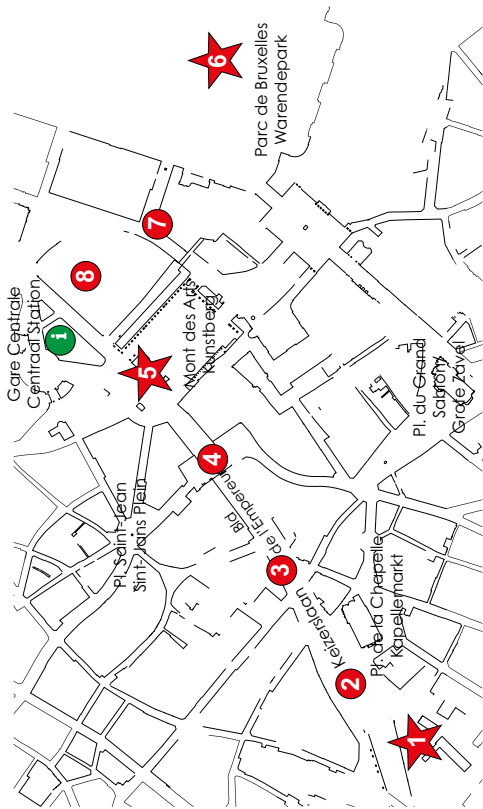 Gare Centrale
Centraal Station
i
8
7
6
Parc de Bruxelles
Warendepark
5
Mont des Arts
Kunstberg
Pl. Saint-Jean
Sint-Jans Plein
4
Bld
de l'Empereur
3
Keizerslaan
2
Pl. de la Chapelle
Kapellemarkt
1
Pl. du Grand
Sablon
Grote Zavel